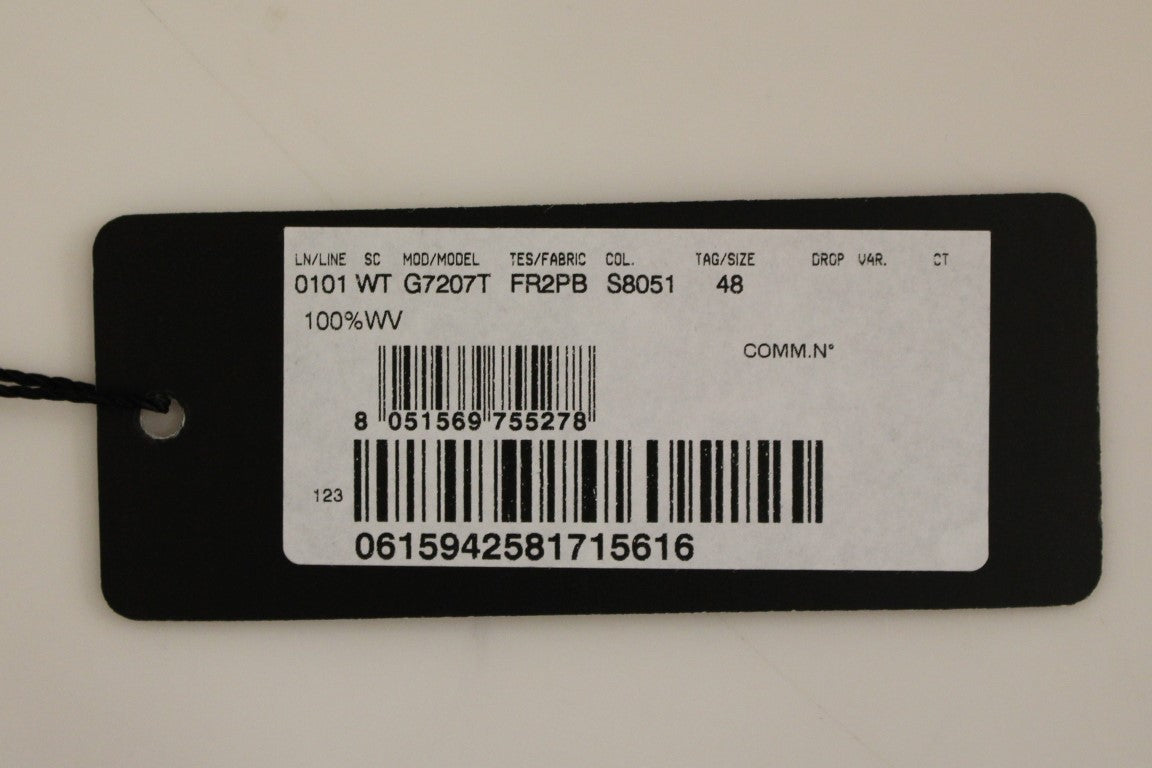 LN/LINE SC MOD/MODEL TES/FABRIC COL. TAG/SIZE DROP VAR. CT
0101 WT G7207T FR2PB S8051 48
100%WV
COMM.N°
8 051569 755278
123
0615942581715616